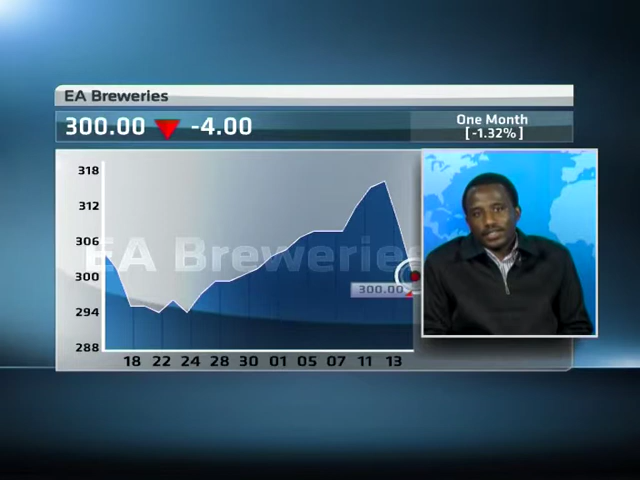 EA Breweries
300.00 -4.00
One Month
[-1.32%]
318
312
306
300
294
288
EA Breweries
300.00
18 22 24 28 30 01 05 07 11 13